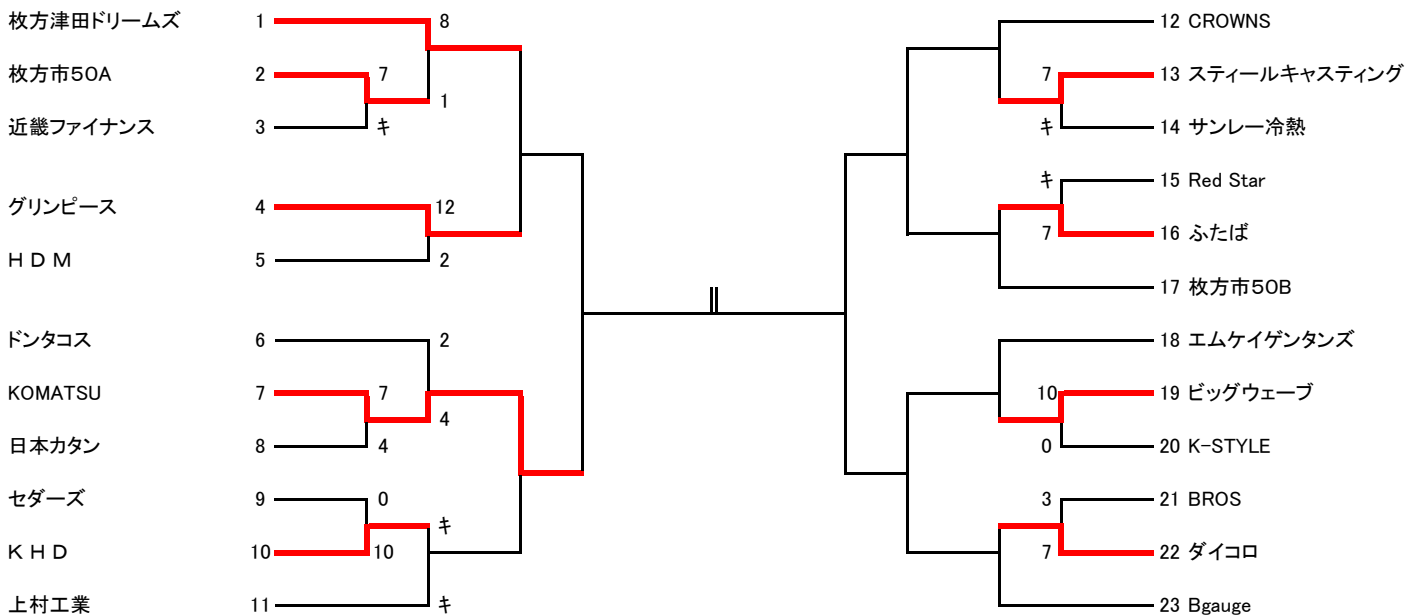 枚方津田ドリームズ 1 8
枚方市50A 2 7
1
近畿ファイナンス 3 キ
グリンピース 4 12
HDM 5 2
ドンタコス 6 2
KOMATSU 7 7
4
日本カタン 8 4
セダーズ 9 0
キ
KHD 10 10
上村工業 11 キ
12 CROWNS
7 13 スティールキャスティング
キ 14 サンレー冷熱
キ 15 Red Star
7 16 ふたば
17 枚方市50B
18 エムケイゲンタンズ
10 19 ビッグウェーブ
0 20 K-STYLE
3 21 BROS
7 22 ダイコロ
23 Bgauge